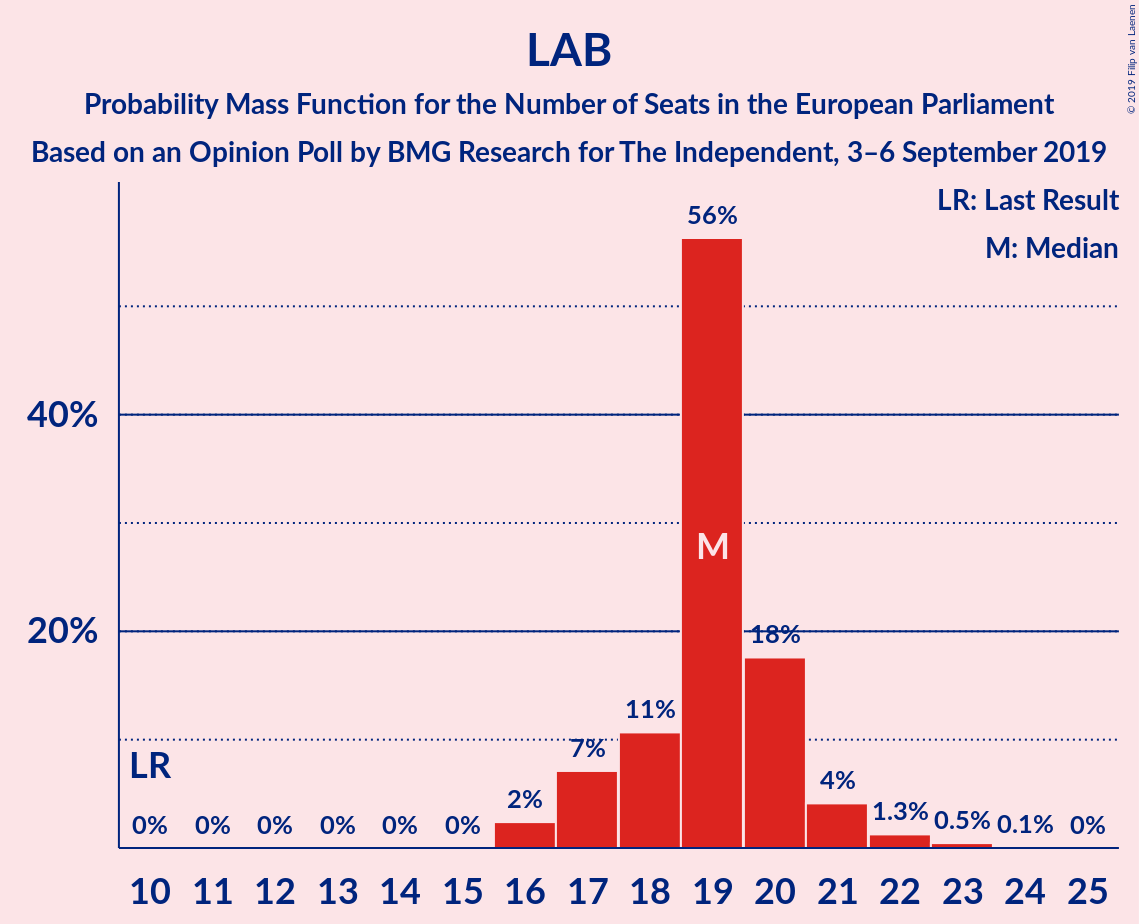 LAB
Probability Mass Function for the Number of Seats in the European Parliament
Based on an Opinion Poll by BMG Research for The Independent, 3–6 September 2019
© 2019 Filip van Laenen
LR: Last Result
M: Median
56%
40%
M
20%
18%
11%
7%
LR
4%
2%
1.3%
0.5%
0.1%
0%
0%
0%
0%
0%
0%
0%
10 11 12 13 14 15 16 17 18 19 20 21 22 23 24 25